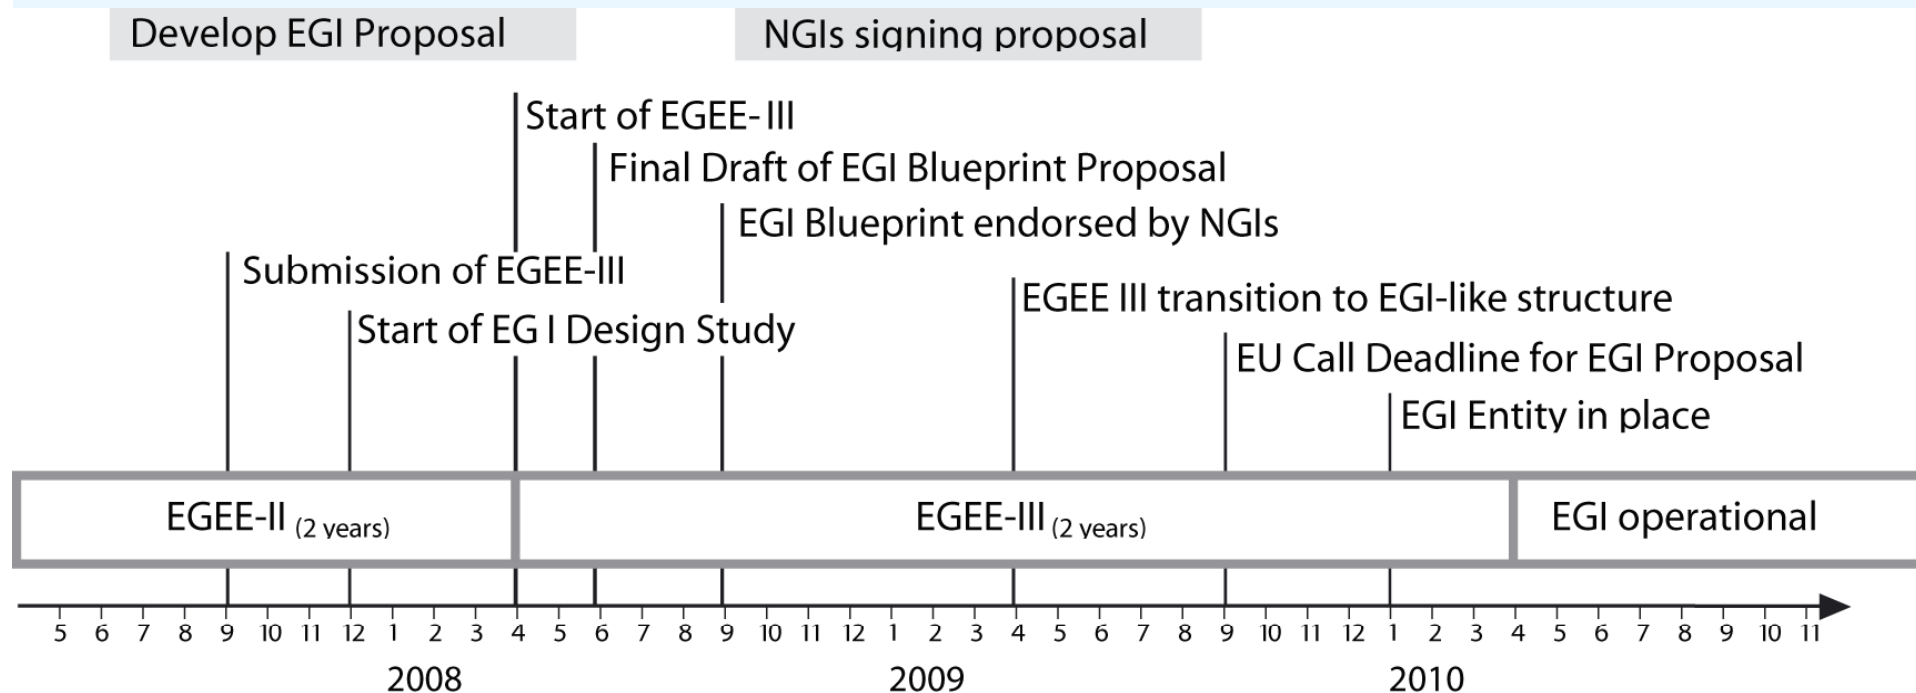 Develop EGI Proposal
NGIs signing proposal
Start of EGEE-III
Final Draft of EGI Blueprint Proposal
EGI Blueprint endorsed by NGIs
Submission of EGEE-III
EGEE III transition to EGI-like structure
Start of EG I Design Study
EU Call Deadline for EGI Proposal
EGI Entity in place
EGEE-II (2 years)
EGEE-III (2 years)
EGI operational
5 6 7 8 9 10 11 12 1 2 3 4 5 6 7 8 9 10 11 12 1 2 3 4 5 6 7 8 9 10 11 12 1 2 3 4 5 6 7 8 9 10 11
2008 2009 2010